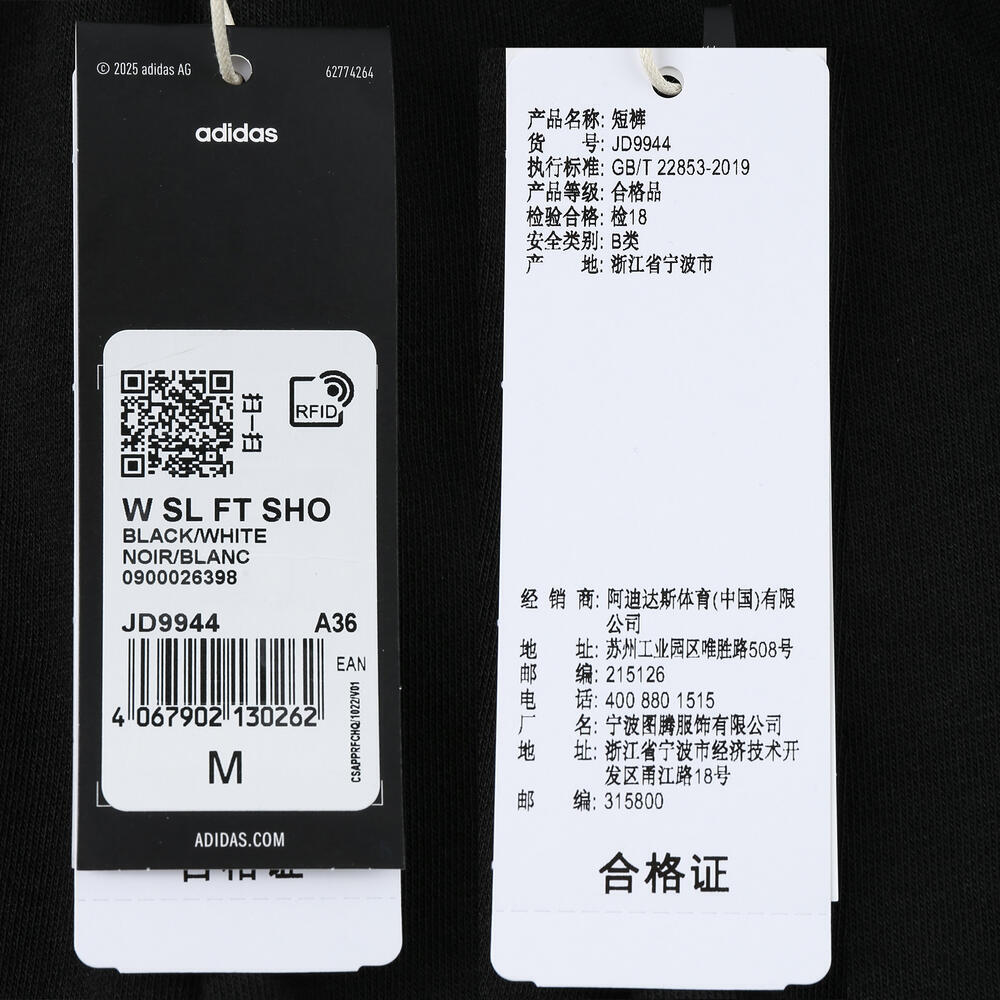 © 2025 adidas AG
62774264
adidas
扫一扫
RFID
W SL FT SHO
BLACK/WHITE
NOIR/BLANC
0900026398
JD9944 A36
EAN
4 067902 130262
CSAPPRFCHQ/1022/V01
M
ADIDAS.COM
产品名称: 短裤
货 号: JD9944
执行标准: GB/T 22853-2019
产品等级: 合格品
检验合格: 检18
安全类别: B类
产 地: 浙江省宁波市
经 销 商: 阿迪达斯体育(中国)有限
公司
地 址: 苏州工业园区唯胜路508号
邮 编: 215126
电 话: 400 880 1515
厂 名: 宁波图腾服饰有限公司
地 址: 浙江省宁波市经济技术开
发区甬江路18号
邮 编: 315800
合格证